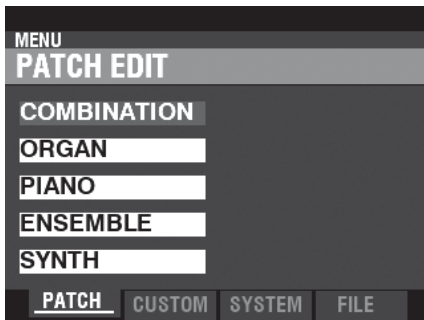 MENU
PATCH EDIT
COMBINATION
ORGAN
PIANO
ENSEMBLE
SYNTH
PATCH CUSTOM SYSTEM FILE